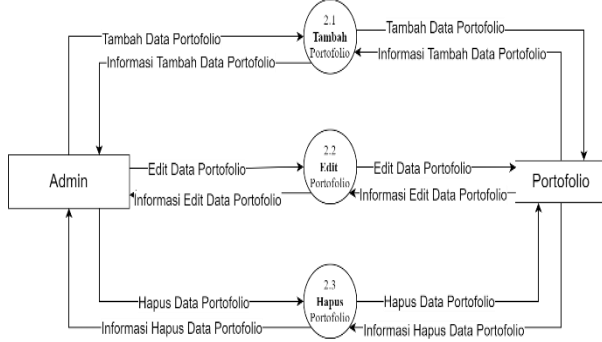 2.1
Tambah
Portofolio
Tambah Data Portofolio
Tambah Data Portofolio
Informasi Tambah Data Portofolio
Informasi Tambah Data Portofolio
Admin
2.2
Edit
Portofolio
Edit Data Portofolio
Edit Data Portofolio
Informasi Edit Data Portofolio
Informasi Edit Data Portofolio
Portofolio
2.3
Hapus
Portofolio
Hapus Data Portofolio
Hapus Data Portofolio
Informasi Hapus Data Portofolio
Informasi Hapus Data Portofolio